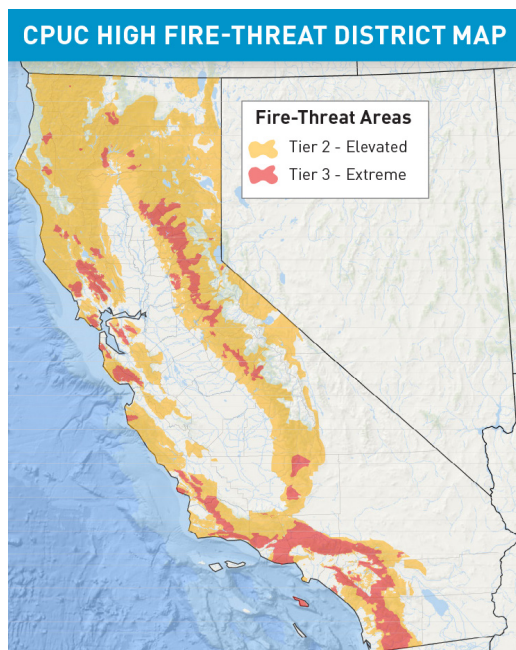 CPUC HIGH FIRE-THREAT DISTRICT MAP
Fire-Threat Areas
Tier 2 - Elevated
Tier 3 - Extreme